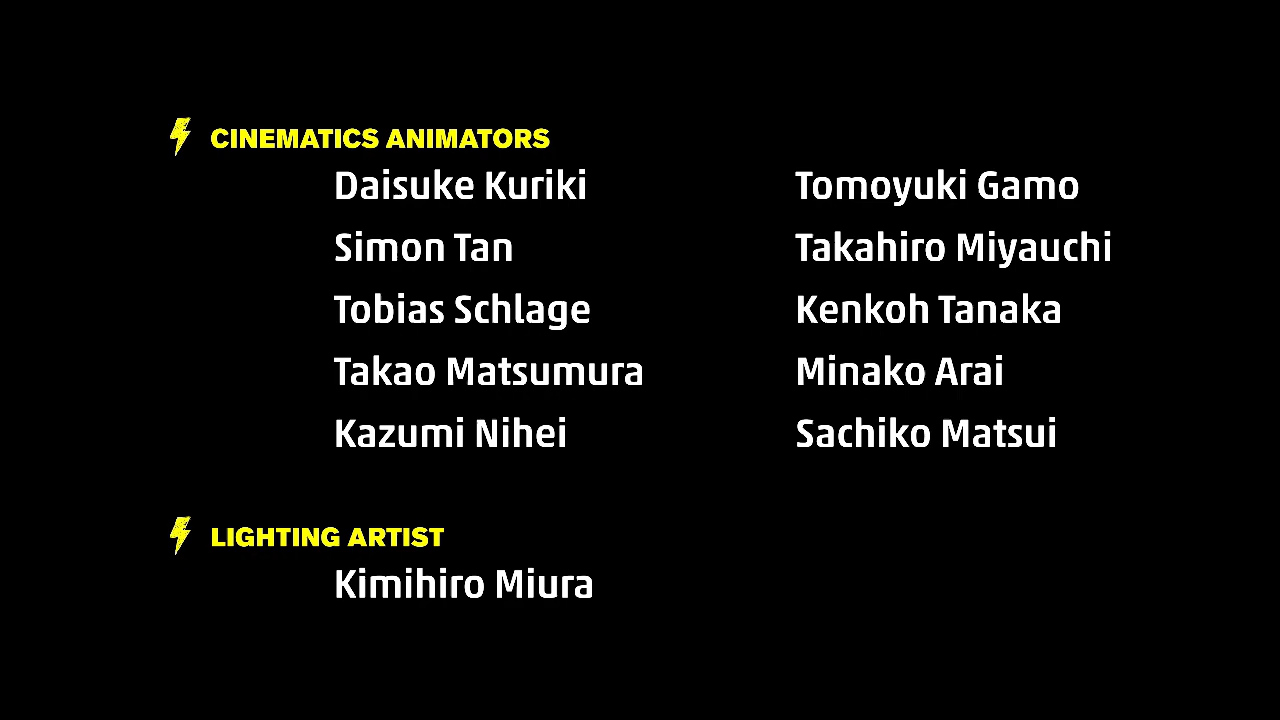 CINEMATICS ANIMATORS
Daisuke Kuriki Tomoyuki Gamo
Simon Tan Takahiro Miyauchi
Tobias Schlage Kenkoh Tanaka
Takao Matsumura Minako Arai
Kazumi Nihei Sachiko Matsui
LIGHTING ARTIST
Kimihiro Miura